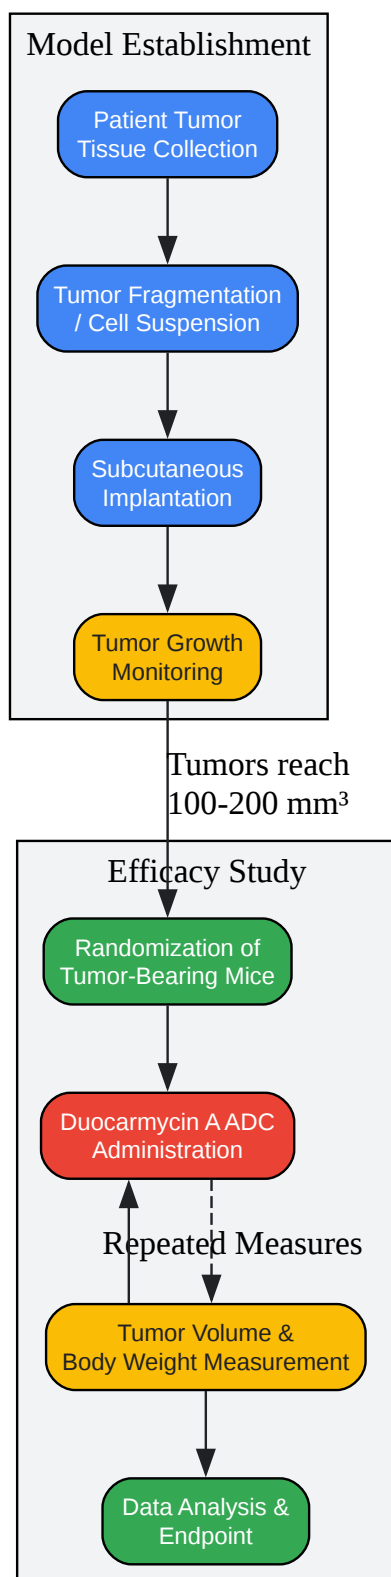 Model Establishment
Patient Tumor
Tissue Collection
Tumor Fragmentation
/ Cell Suspension
Subcutaneous
Implantation
Tumor Growth
Monitoring
Tumors reach
100-200 mm³
Efficacy Study
Randomization of
Tumor-Bearing Mice
Duocarmycin A ADC
Administration
Repeated Measures
Tumor Volume &
Body Weight Measurement
Data Analysis &
Endpoint